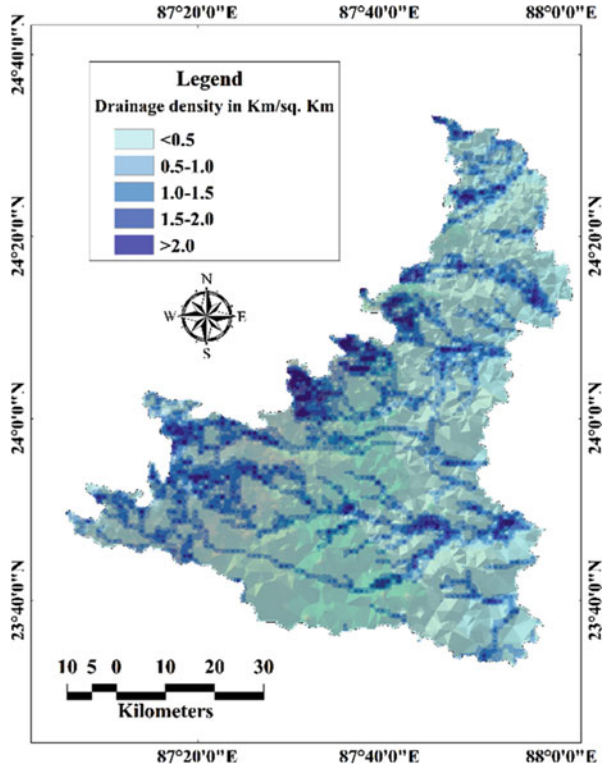 87°20'0"E 87°40'0"E 88°0'0"E
24°40'0"N
24°20'0"N
24°0'0"N
23°40'0"N
Legend
Drainage density in Km/sq. Km
<0.5
0.5-1.0
1.0-1.5
1.5-2.0
>2.0
N
W E
S
10 5 0 10 20 30
Kilometers
87°20'0"E 87°40'0"E 88°0'0"E